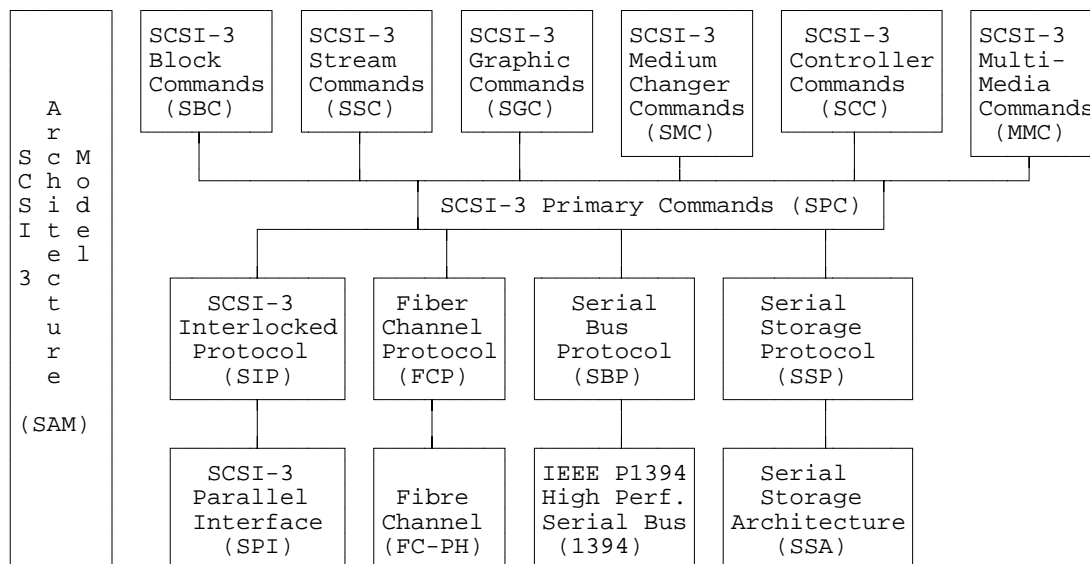 SCSI 3
Architecture
Model
(SAM)
SCSI-3
Block
Commands
(SBC)
SCSI-3
Stream
Commands
(SSC)
SCSI-3
Graphic
Commands
(SGC)
SCSI-3
Medium
Changer
Commands
(SMC)
SCSI-3
Controller
Commands
(SCC)
SCSI-3
Multi-
Media
Commands
(MMC)
SCSI-3 Primary Commands (SPC)
SCSI-3
Interlocked
Protocol
(SIP)
Fiber
Channel
Protocol
(FCP)
Serial
Bus
Protocol
(SBP)
Serial
Storage
Protocol
(SSP)
SCSI-3
Parallel
Interface
(SPI)
Fibre
Channel
(FC-PH)
IEEE P1394
High Perf.
Serial Bus
(1394)
Serial
Storage
Architecture
(SSA)